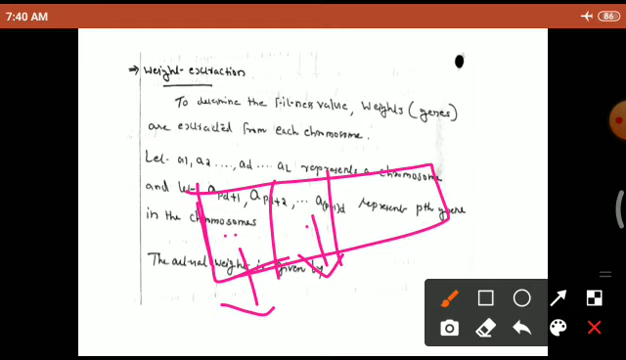 7:40 AM
86
→ Weight extraction
To determine the Fitness value, Weights (genes)
are extracted from each chromosome.
Let a1, a2 ...., ad .... aL represents a chromosome
and let apd+1, apd+2, ... a(p+1)d represent pth gene
in the chromosomes
The actual weight is given by